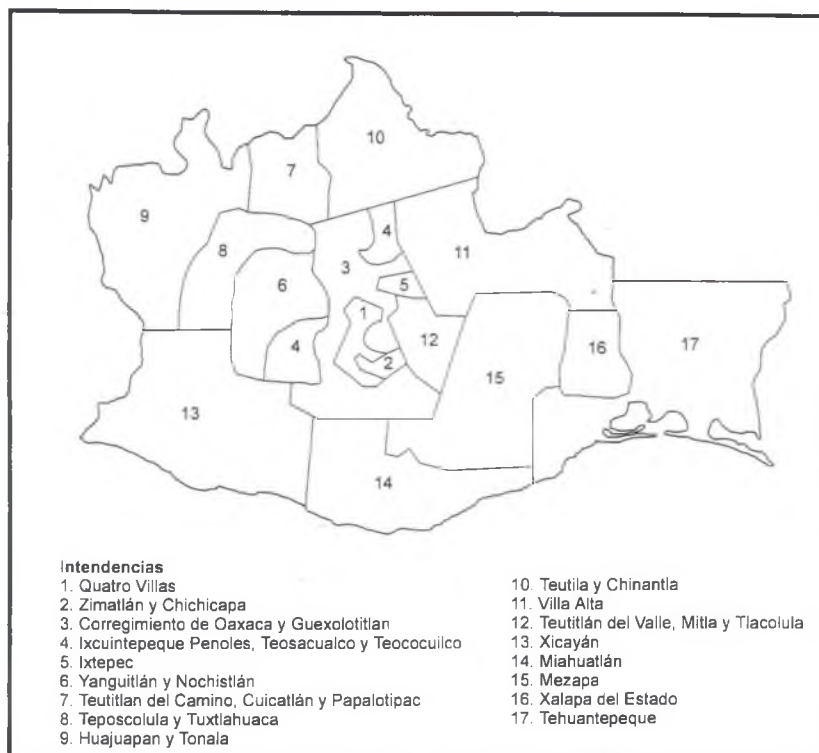 10
7
9
4
8
3
11
6
5
1
17
12
4
2
16
15
13
14
Intendencias
1. Quatro Villas
2. Zimatlán y Chichicapa
3. Corregimiento de Oaxaca y Guexolotitlan
4. Ixcuintepeque Penoles, Teosacualco y Teococuilco
5. Ixtepec
6. Yanguitlán y Nochistlán
7. Teutitlan del Camino, Cuicatlán y Papalotipac
8. Teposcolula y Tuxtlahuaca
9. Huajuapan y Tonala
10. Teutila y Chinantla
11. Villa Alta
12. Teutitlán del Valle, Mitla y Tlacolula
13. Xicayán
14. Miahuatlán
15. Mezapa
16. Xalapa del Estado
17. Tehuantepeque